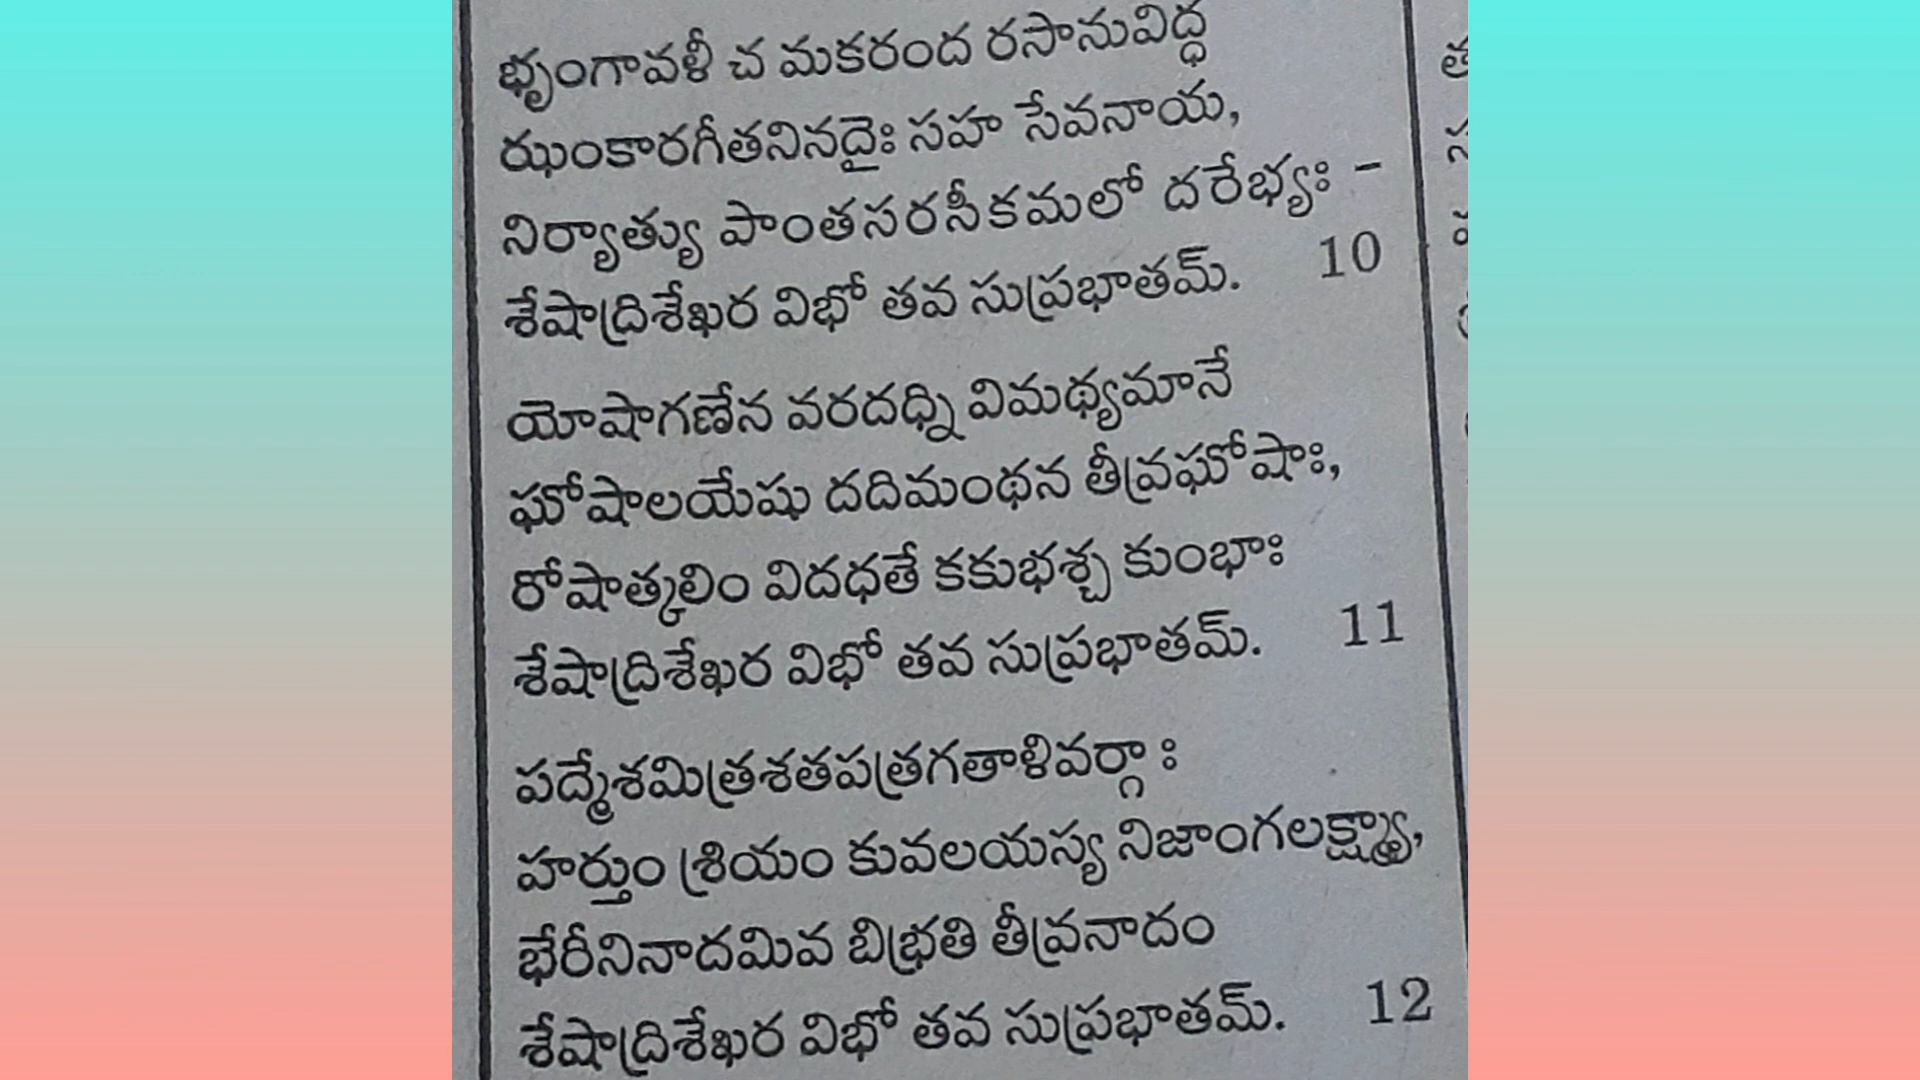 భృంగావళీ చ మకరంద రసానువిద్ధ
ఝంకారగీతనినదైః సహ సేవనాయ,
నిర్యాత్యు పాంతసరసీకమలో దరేభ్యః -
శేషాద్రిశేఖర విభో తవ సుప్రభాతమ్. 10
యోషాగణేన వరదధ్ని విమథ్యమానే
ఘోషాలయేషు దదిమంథన తీవ్రఘోషాః,
రోషాత్కలిం విదధతే కకుభశ్చ కుంభాః
శేషాద్రిశేఖర విభో తవ సుప్రభాతమ్. 11
పద్మేశమిత్రశతపత్రగతాళివర్గాః
హర్తుం శ్రియం కువలయస్య నిజాంగలక్ష్మ్యా,
భేరీనినాదమివ బిభ్రతి తీవ్రనాదం
శేషాద్రిశేఖర విభో తవ సుప్రభాతమ్. 12